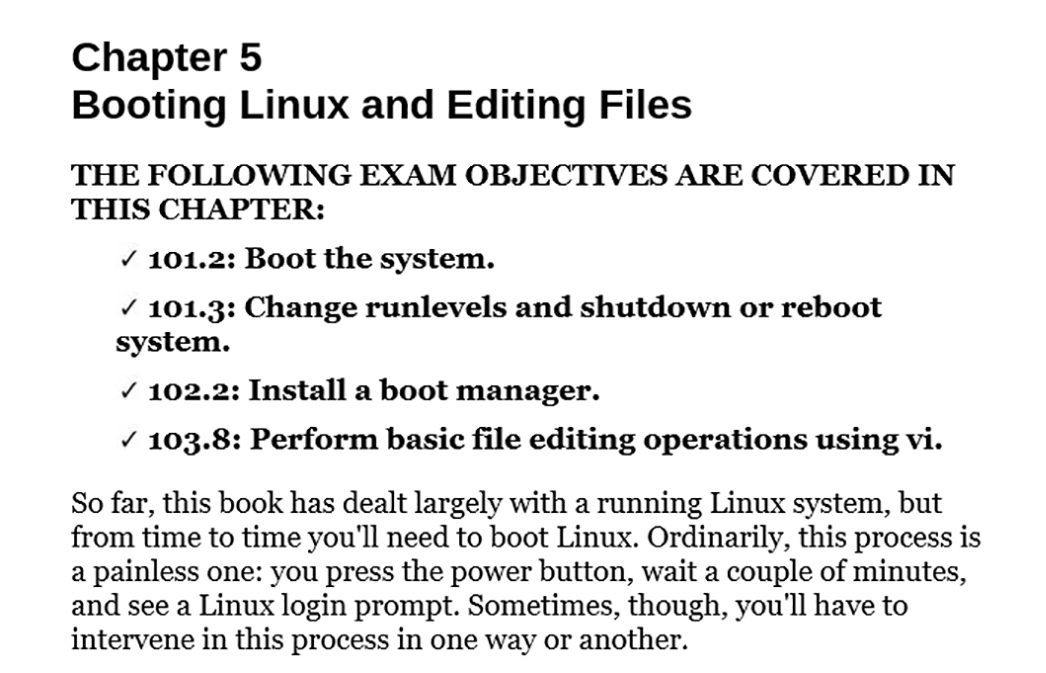 Chapter 5
Booting Linux and Editing Files
THE FOLLOWING EXAM OBJECTIVES ARE COVERED IN
THIS CHAPTER:
✓ 101.2: Boot the system.
✓ 101.3: Change runlevels and shutdown or reboot
system.
✓ 102.2: Install a boot manager.
✓ 103.8: Perform basic file editing operations using vi.
So far, this book has dealt largely with a running Linux system, but
from time to time you'll need to boot Linux. Ordinarily, this process is
a painless one: you press the power button, wait a couple of minutes,
and see a Linux login prompt. Sometimes, though, you'll have to
intervene in this process in one way or another.